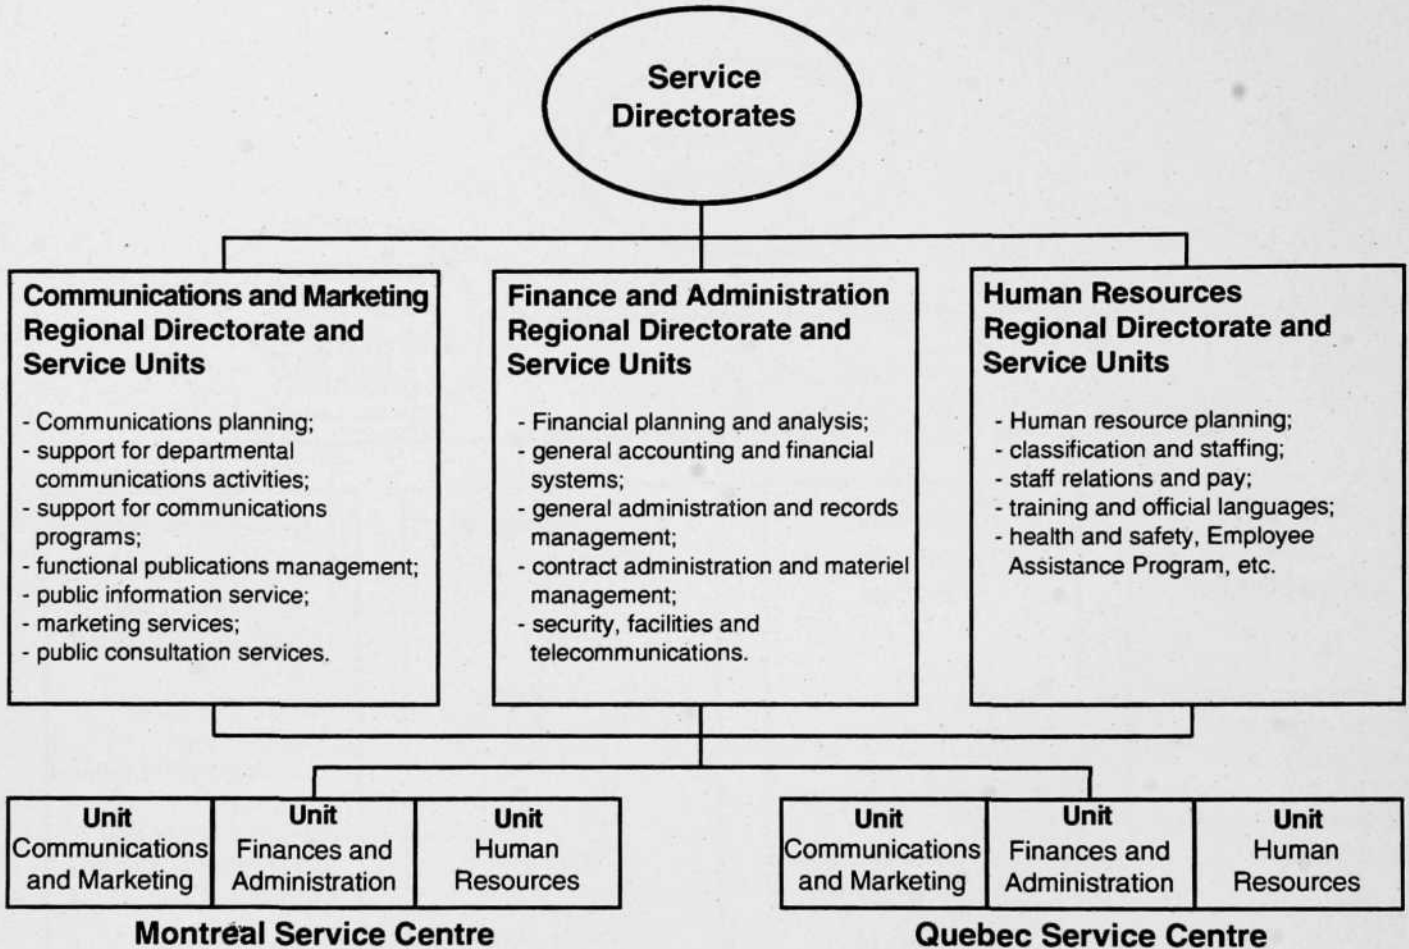 Service
Directorates
Communications and Marketing
Regional Directorate and
Service Units
- Communications planning;
- support for departmental
communications activities;
- support for communications
programs;
- functional publications management;
- public information service;
- marketing services;
- public consultation services.
Finance and Administration
Regional Directorate and
Service Units
- Financial planning and analysis;
- general accounting and financial
systems;
- general administration and records
management;
- contract administration and materiel
management;
- security, facilities and
telecommunications.
Human Resources
Regional Directorate and
Service Units
- Human resource planning;
- classification and staffing;
- staff relations and pay;
- training and official languages;
- health and safety, Employee
Assistance Program, etc.
Unit
Communications
and Marketing
Unit
Finances and
Administration
Unit
Human
Resources
Montréal Service Centre
Unit
Communications
and Marketing
Unit
Finances and
Administration
Unit
Human
Resources
Quebec Service Centre